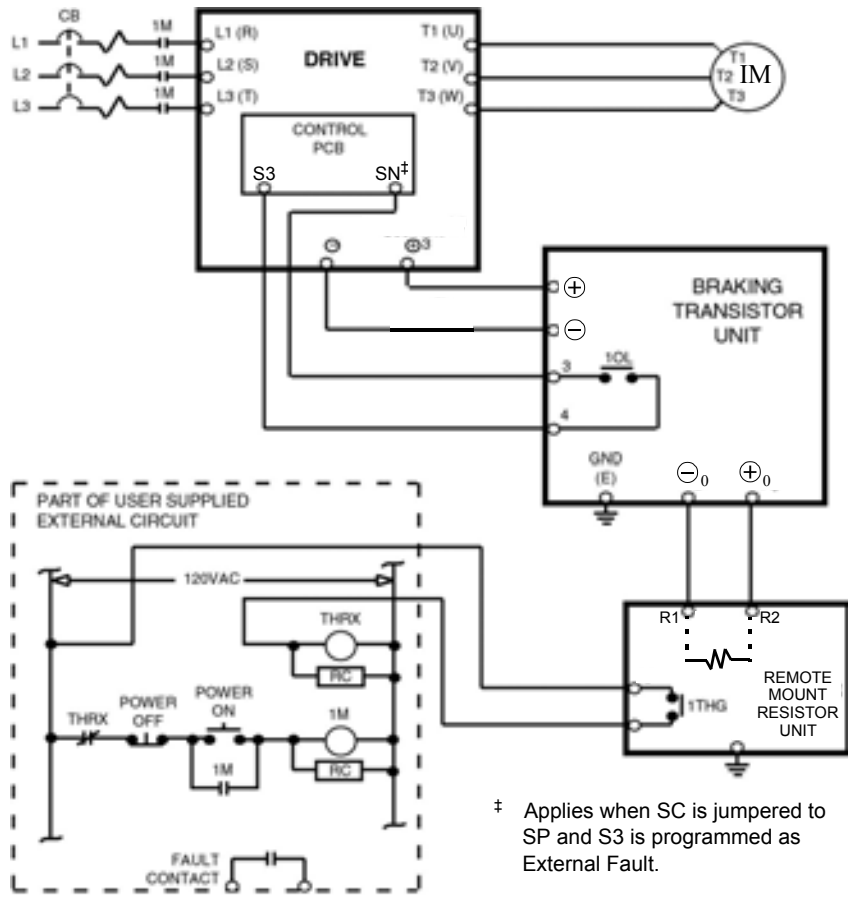 CB
1M
L1
L1 (R)
T1 (U)
DRIVE
1M
L2
L2 (S)
T2 (V)
1M
L3
L3 (T)
T3 (W)
T1
T2 IM
T3
CONTROL
PCB
S3
SN‡
⊖
⊕3
⊕
⊖
BRAKING
TRANSISTOR
UNIT
3
1OL
4
GND
(E)
⊖0
⊕0
PART OF USER SUPPLIED
EXTERNAL CIRCUIT
120VAC
THRX
RC
THRX
POWER
OFF
POWER
ON
1M
1M
RC
FAULT
CONTACT
R1
R2
1THG
REMOTE
MOUNT
RESISTOR
UNIT
‡ Applies when SC is jumpered to
SP and S3 is programmed as
External Fault.